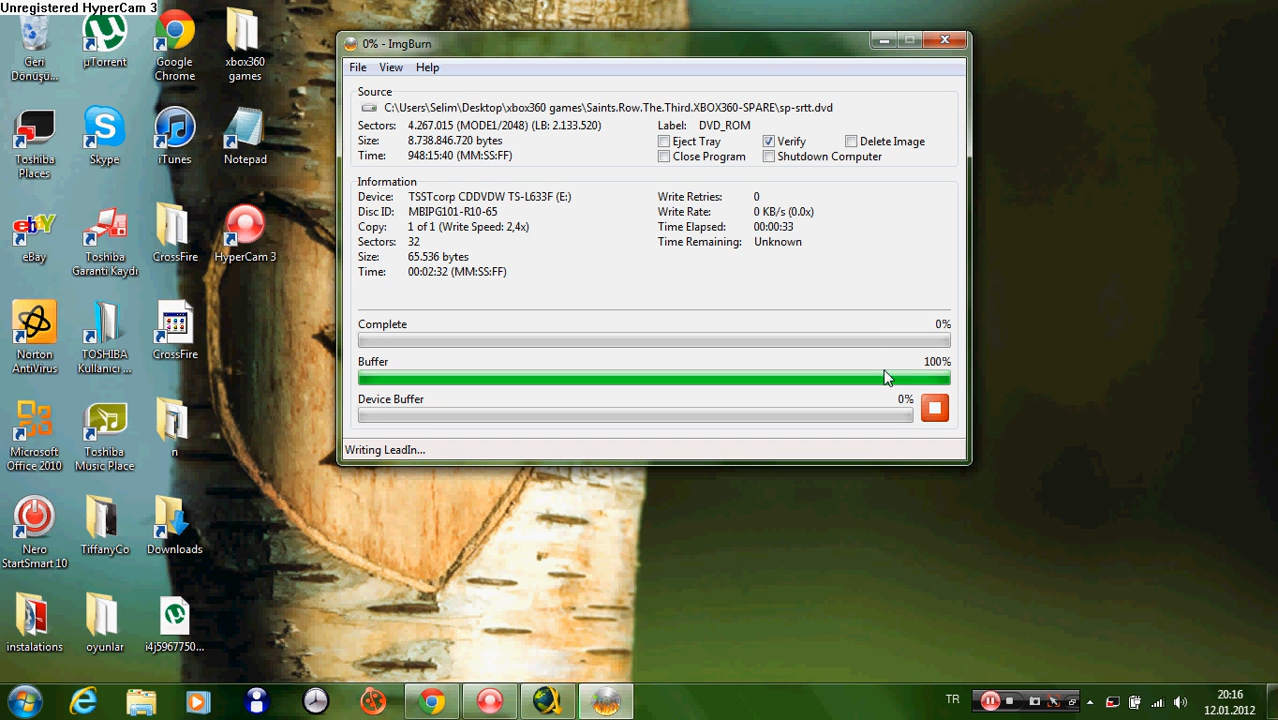 Unregistered HyperCam 3
Geri
Dönüşü...
µTorrent
Google
Chrome
xbox360
games
Toshiba
Places
Skype
iTunes
Notepad
eBay
Toshiba
Garanti Kaydı
CrossFire
HyperCam 3
Norton
AntiVirus
TOSHIBA
Kullanıcı ...
CrossFire
Microsoft
Office 2010
Toshiba
Music Place
n
Nero
StartSmart 10
TiffanyCo
Downloads
instalations
oyunlar
i4j5967750...
0% - ImgBurn
File View Help
Source
C:\Users\Selim\Desktop\xbox360 games\Saints.Row.The.Third.XBOX360-SPARE\sp-srtt.dvd
Sectors: 4.267.015 (MODE1/2048) (LB: 2.133.520) Label: DVD_ROM
Size: 8.738.846.720 bytes Eject Tray Verify Delete Image
Time: 948:15:40 (MM:SS:FF) Close Program Shutdown Computer
Information
Device: TSSTcorp CDDVDW TS-L633F (E:) Write Retries: 0
Disc ID: MBIPG101-R10-65 Write Rate: 0 KB/s (0.0x)
Copy: 1 of 1 (Write Speed: 2,4x) Time Elapsed: 00:00:33
Sectors: 32 Time Remaining: Unknown
Size: 65.536 bytes
Time: 00:02:32 (MM:SS:FF)
Complete 0%
Buffer 100%
Device Buffer 0%
Writing LeadIn...
TR
20:16
12.01.2012